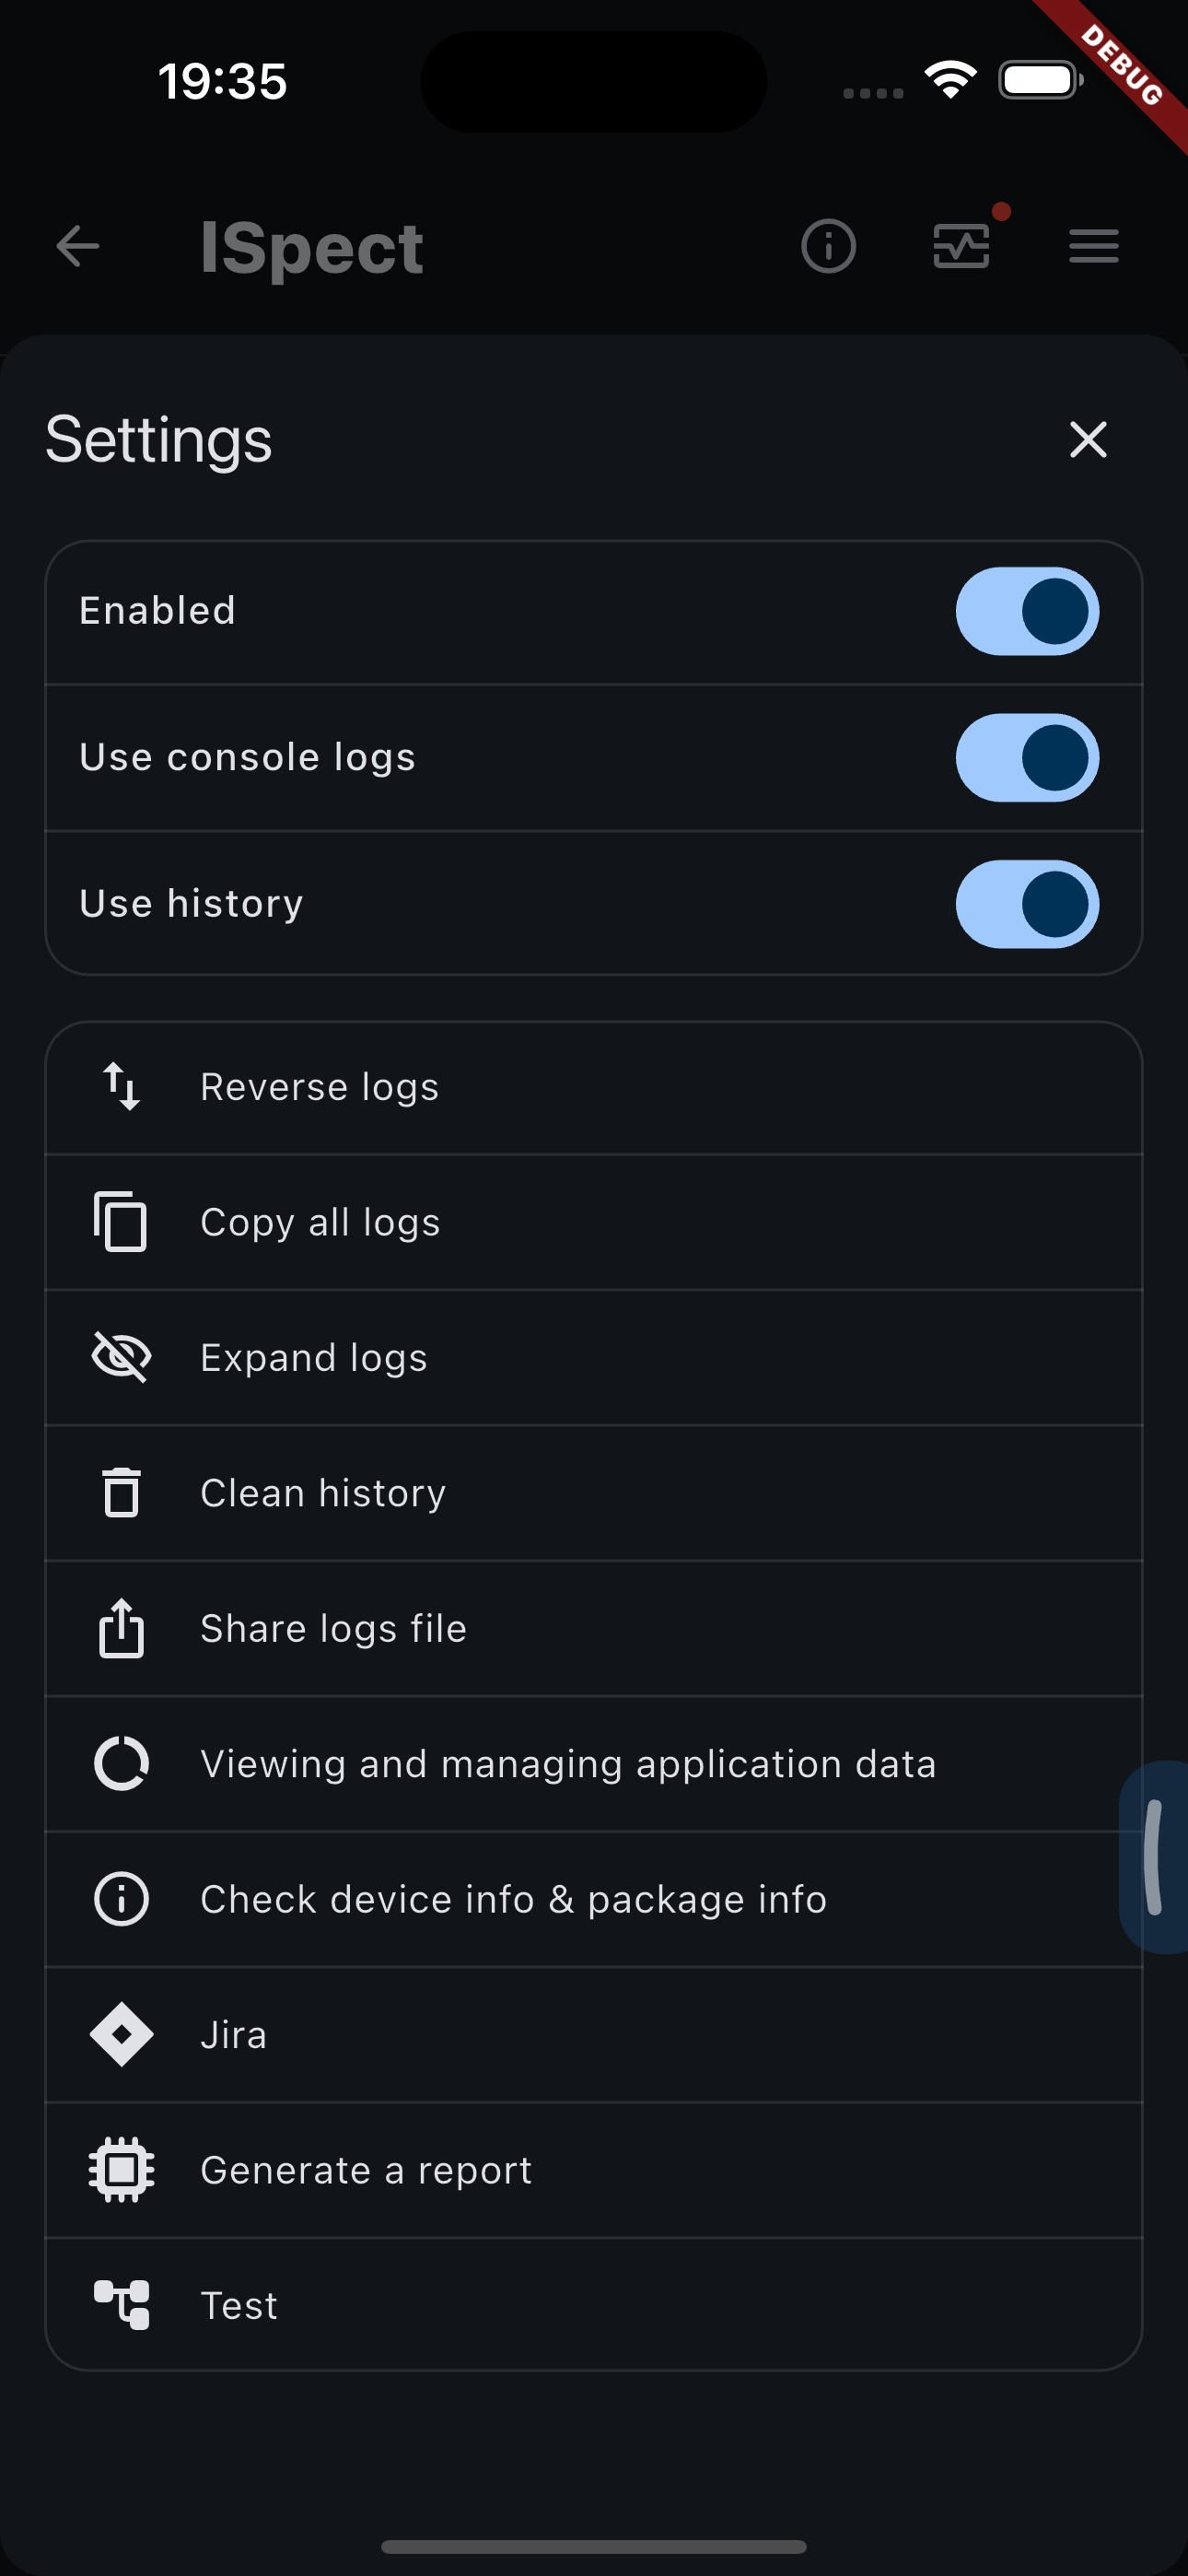 19:35
DEBUG
ISpect
Settings
Enabled
Use console logs
Use history
Reverse logs
Copy all logs
Expand logs
Clean history
Share logs file
Viewing and managing application data
Check device info & package info
Jira
Generate a report
Test